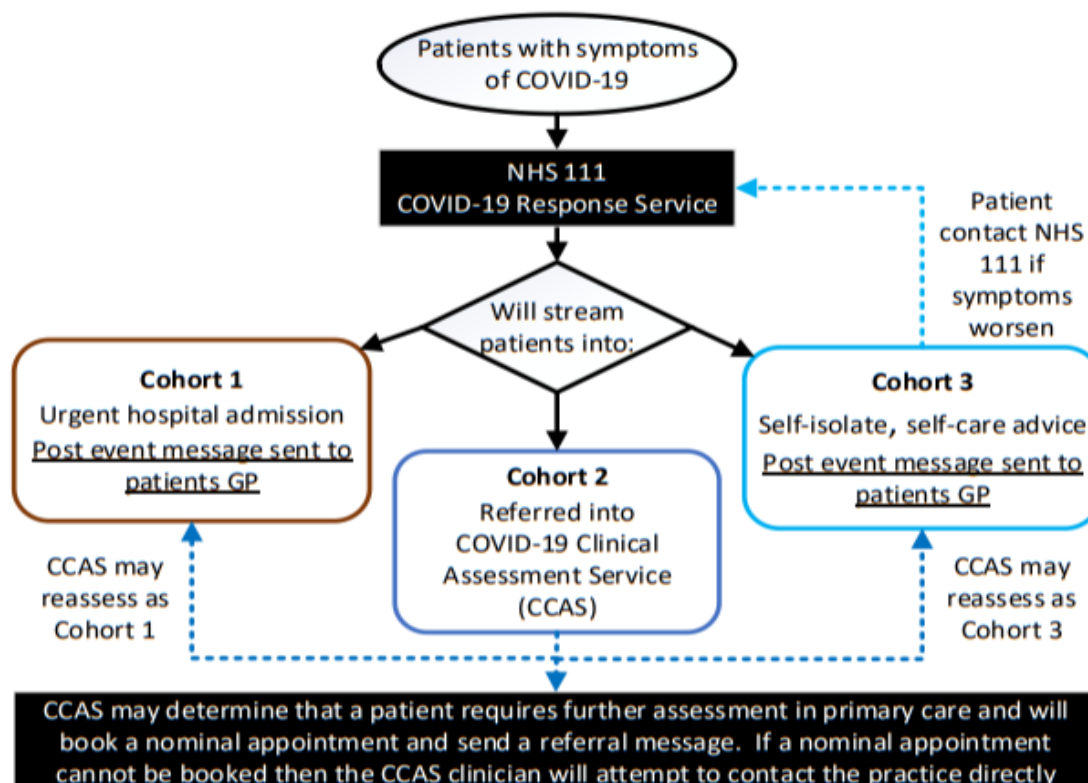 Patients with symptoms
of COVID-19
NHS 111
COVID-19 Response Service
Patient
contact NHS
111 if
symptoms
worsen
Will stream
patients into:
Cohort 1
Urgent hospital admission
Post event message sent to
patients GP
Cohort 2
Referred into
COVID-19 Clinical
Assessment Service
(CCAS)
Cohort 3
Self-isolate, self-care advice
Post event message sent to
patients GP
CCAS may
reassess as
Cohort 1
CCAS may
reassess as
Cohort 3
CCAS may determine that a patient requires further assessment in primary care and will
book a nominal appointment and send a referral message. If a nominal appointment
cannot be booked then the CCAS clinician will attempt to contact the practice directly